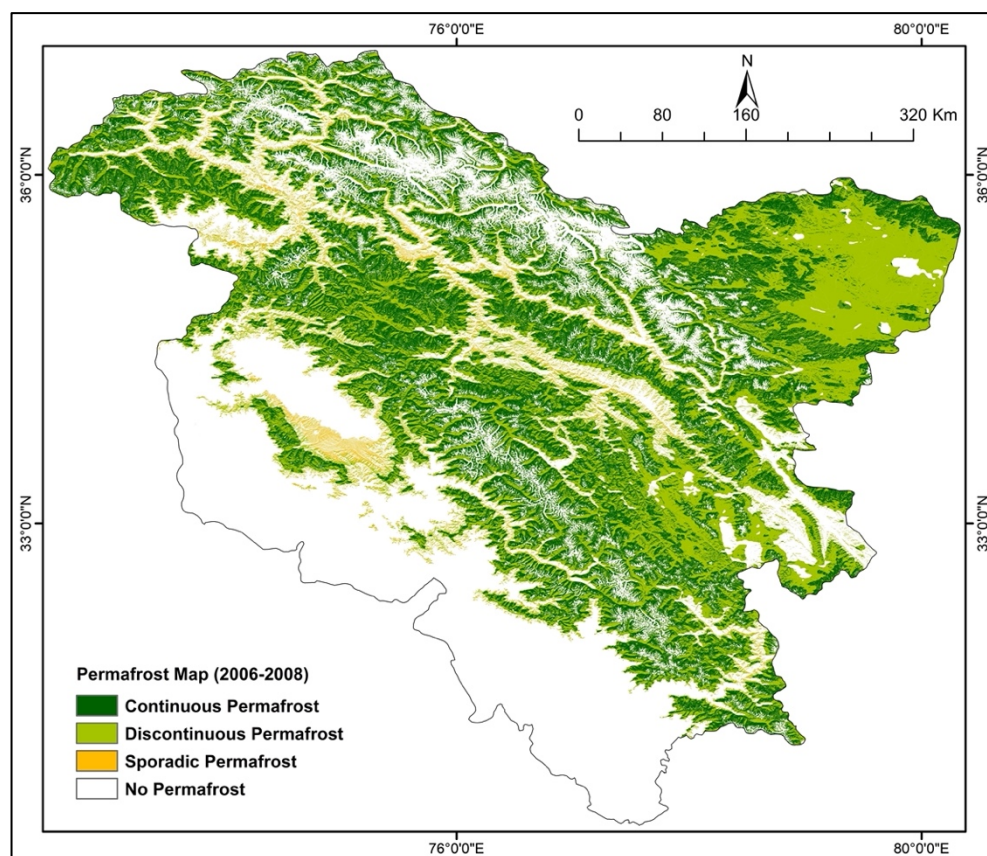 76°0'0"E 80°0'0"E
N
0 80 160 320 Km
36°0'0"N 36°0'0"N
33°0'0"N 33°0'0"N
Permafrost Map (2006-2008)
Continuous Permafrost
Discontinuous Permafrost
Sporadic Permafrost
No Permafrost
76°0'0"E 80°0'0"E